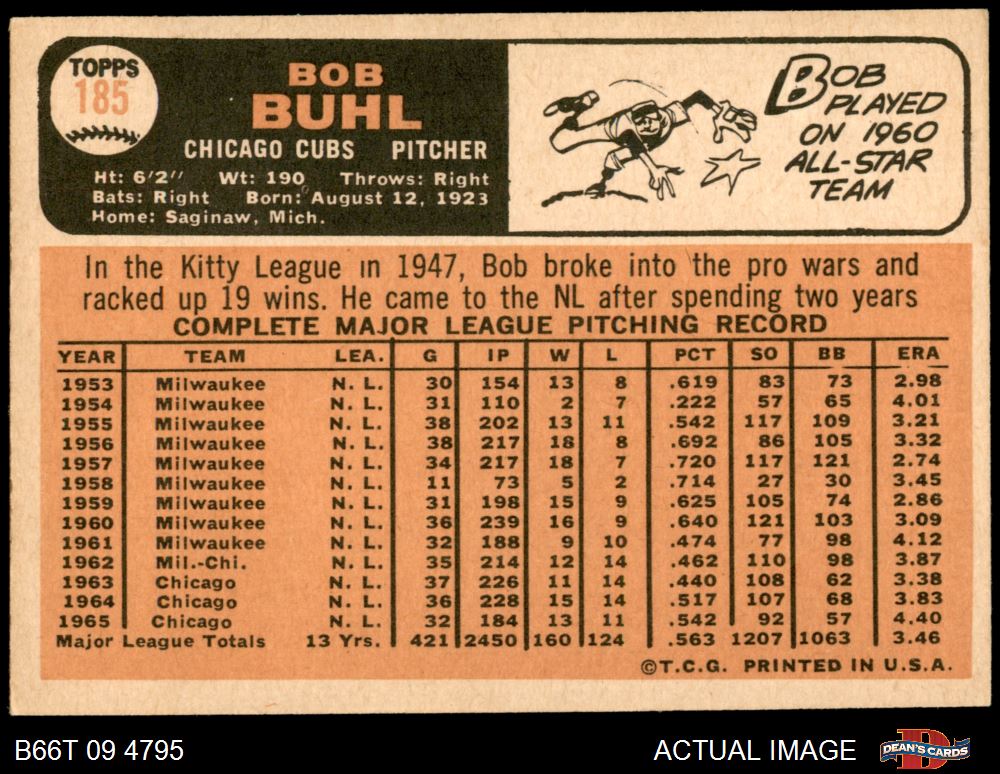 TOPPS
185
BOB
BUHL
CHICAGO CUBS PITCHER
Ht: 6'2" Wt: 190 Throws: Right
Bats: Right Born: August 12, 1923
Home: Saginaw, Mich.
BOB
PLAYED
ON 1960
ALL-STAR
TEAM
In the Kitty League in 1947, Bob broke into the pro wars and
racked up 19 wins. He came to the NL after spending two years
COMPLETE MAJOR LEAGUE PITCHING RECORD
YEAR TEAM LEA. G IP W L PCT SO BB ERA
1953 Milwaukee N. L. 30 154 13 8 .619 83 73 2.98
1954 Milwaukee N. L. 31 110 2 7 .222 57 65 4.01
1955 Milwaukee N. L. 38 202 13 11 .542 117 109 3.21
1956 Milwaukee N. L. 38 217 18 8 .692 86 105 3.32
1957 Milwaukee N. L. 34 217 18 7 .720 117 121 2.74
1958 Milwaukee N. L. 11 73 5 2 .714 27 30 3.45
1959 Milwaukee N. L. 31 198 15 9 .625 105 74 2.86
1960 Milwaukee N. L. 36 239 16 9 .640 121 103 3.09
1961 Milwaukee N. L. 32 188 9 10 .474 77 98 4.12
1962 Mil.-Chi. N. L. 35 214 12 14 .462 110 98 3.87
1963 Chicago N. L. 37 226 11 14 .440 108 62 3.38
1964 Chicago N. L. 36 228 15 14 .517 107 68 3.83
1965 Chicago N. L. 32 184 13 11 .542 92 57 4.40
Major League Totals 13 Yrs. 421 2450 160 124 .563 1207 1063 3.46
©T.C.G. PRINTED IN U.S.A.
B66T 09 4795 ACTUAL IMAGE DEAN'S CARDS